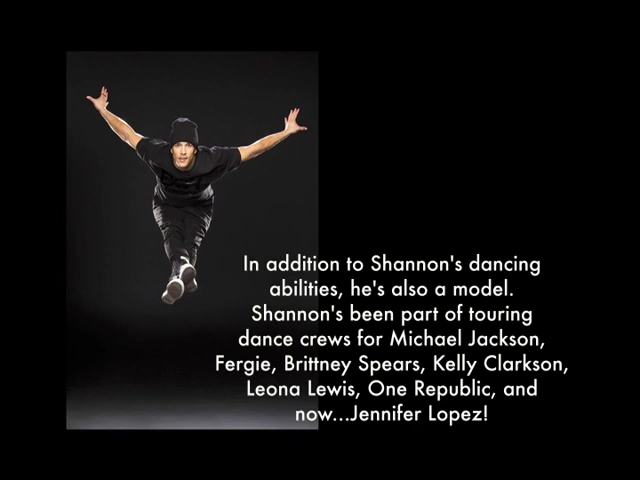 In addition to Shannon's dancing
abilities, he's also a model.
Shannon's been part of touring
dance crews for Michael Jackson,
Fergie, Brittney Spears, Kelly Clarkson,
Leona Lewis, One Republic, and
now...Jennifer Lopez!